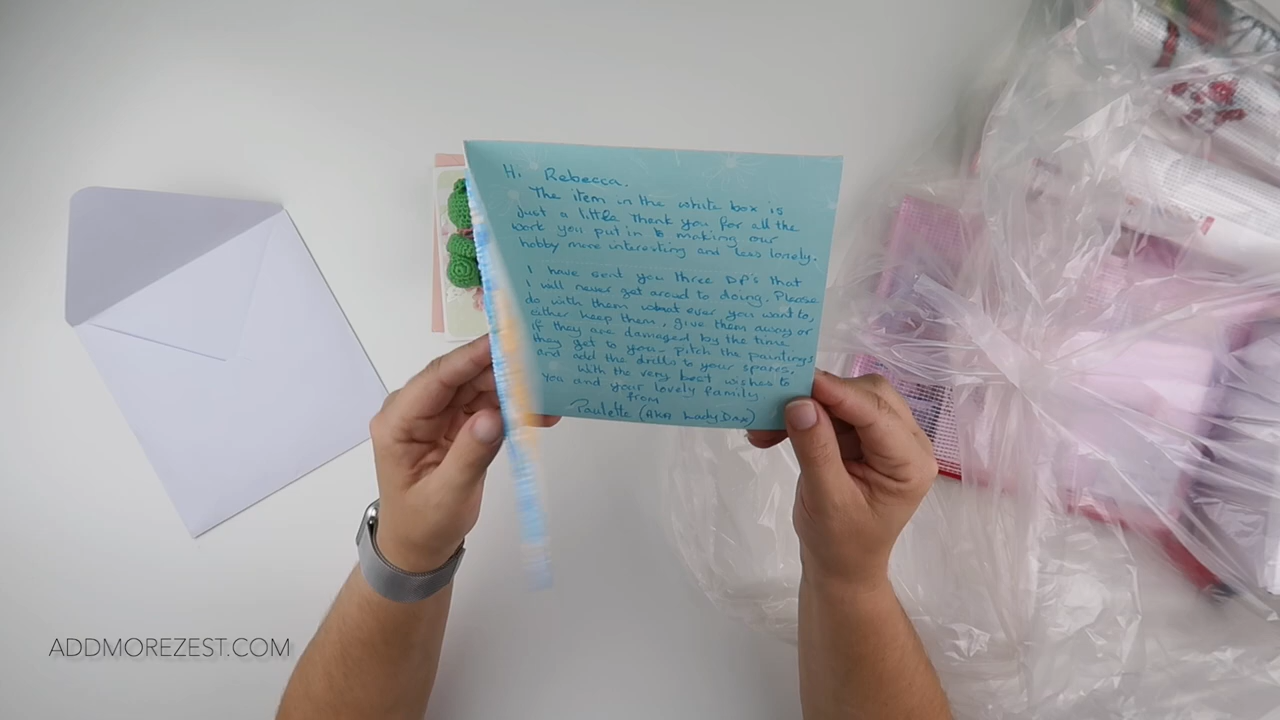 Hi Rebecca.
The item in the white box is
just a little thank you for all the
work you put in to making our
hobby more interesting and less lonely.
I have sent you three DP's that
I will never get aroud to doing. Please
do with them what ever you want to,
either keep them, give them away or
if they are damaged by the time
they get to you - pitch the paintings
and add the drills to your spares.
With the very best wishes to
you and your lovely family.
from
Paulette (AKA Lady
ADDMOREZEST.COM